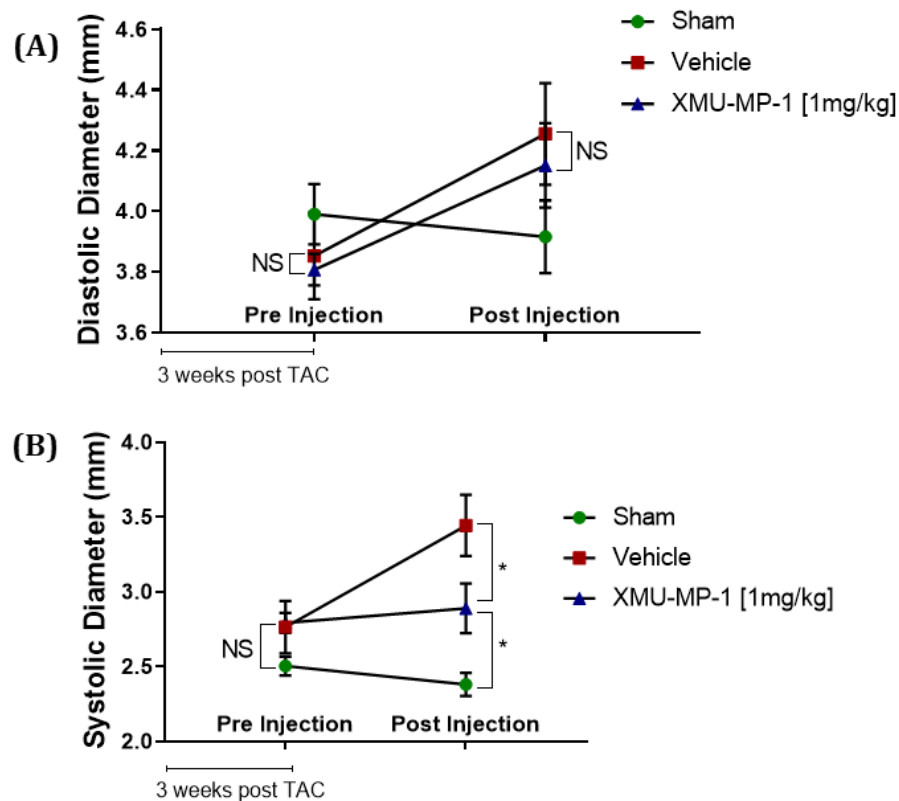 (A)
Diastolic Diameter (mm)
4.6
4.4
4.2
4.0
3.8
3.6
NS
NS
Pre Injection
Post Injection
3 weeks post TAC
Sham
Vehicle
XMU-MP-1 [1mg/kg]
(B)
Systolic Diameter (mm)
4.0
3.5
3.0
2.5
2.0
NS
*
*
Pre Injection
Post Injection
3 weeks post TAC
Sham
Vehicle
XMU-MP-1 [1mg/kg]